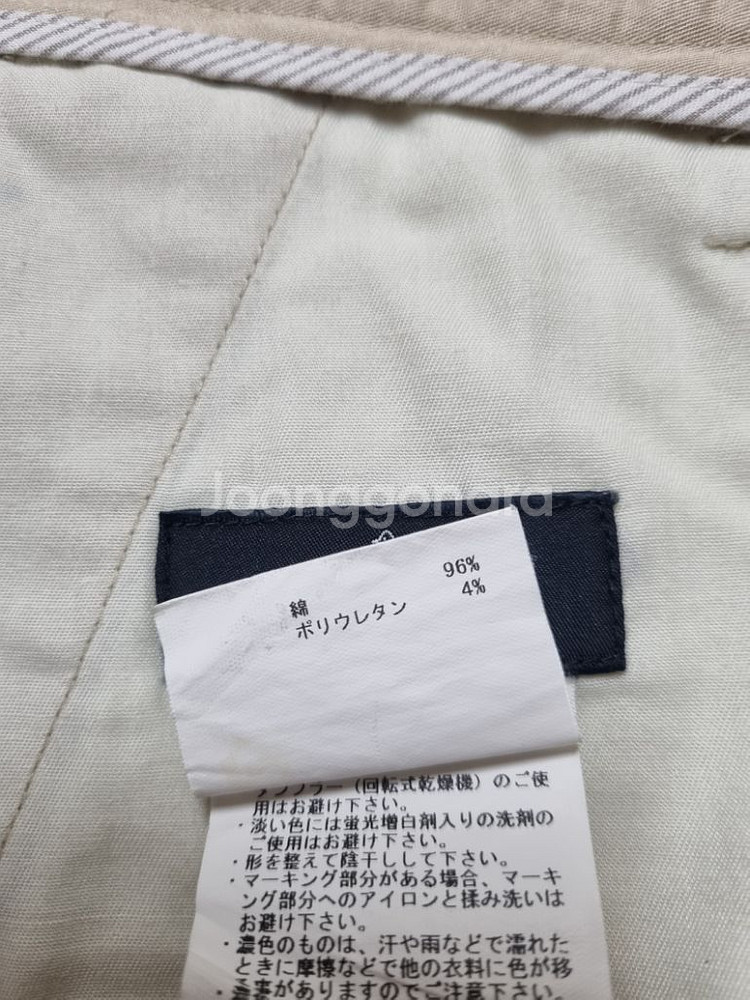 Joonggonara
綿 96%
ポリウレタン 4%
タンブラー（回転式乾燥機）のご使
用はお避け下さい。
・淡い色には蛍光増白剤入りの洗剤の
ご使用はお避け下さい。
・形を整えて陰干しして下さい。
・マーキング部分がある場合、マーキ
ング部分へのアイロンと揉み洗いは
お避け下さい。
・濃色のものは、汗や雨などで濡れた
ときに摩擦などで他の衣料に色が移
る事がありますのでご注意下さい。